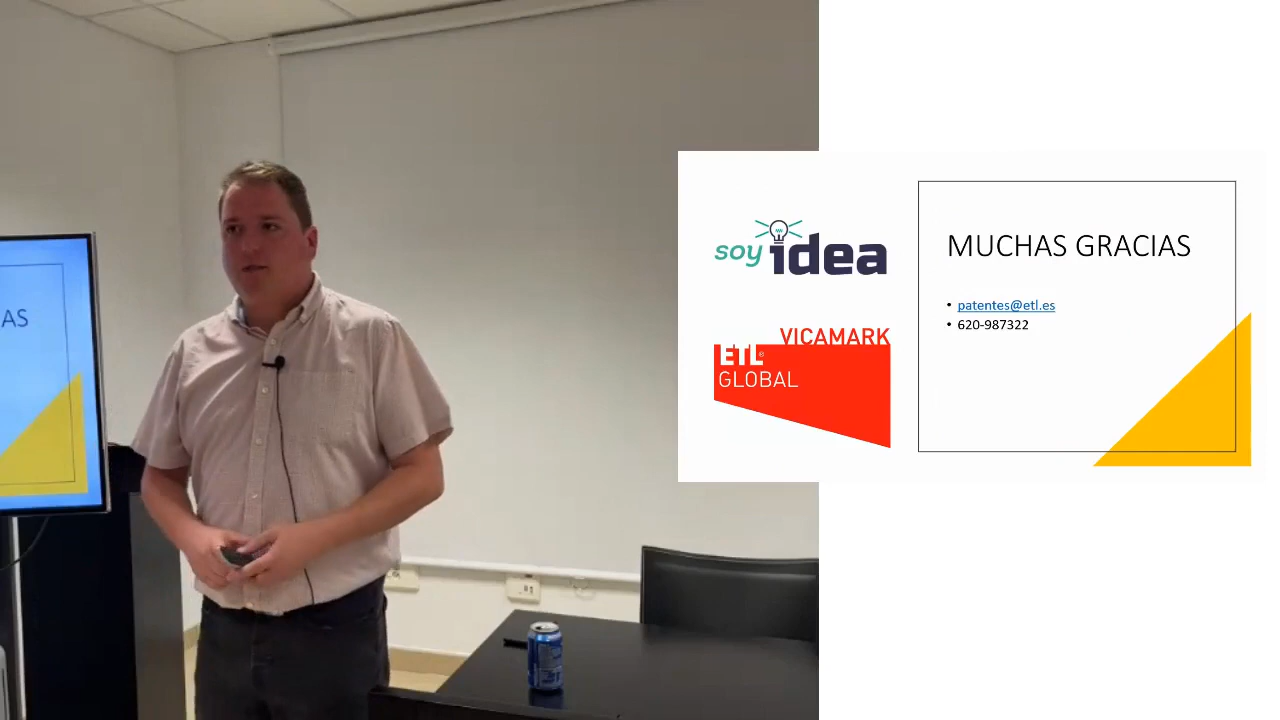 AS
soy idea
VICAMARK
ETL®
GLOBAL
MUCHAS GRACIAS
• patentes@etl.es
• 620-987322